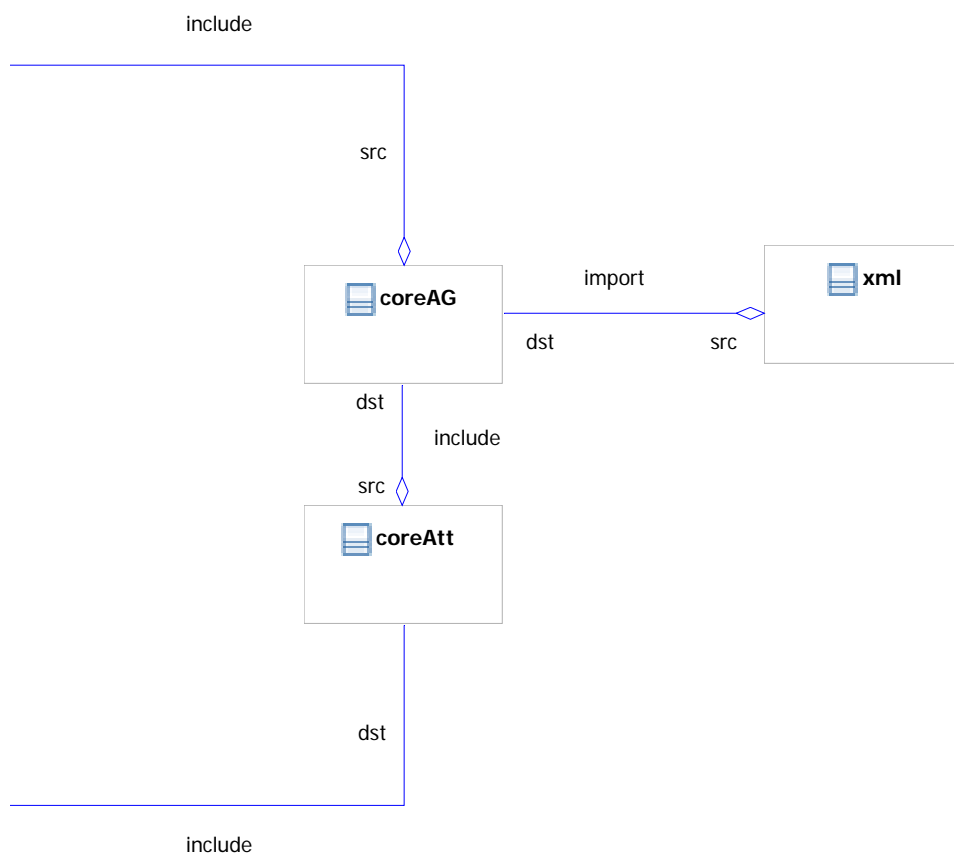 include
src
coreAG
import
xml
dst
src
dst
include
src
coreAtt
dst
include